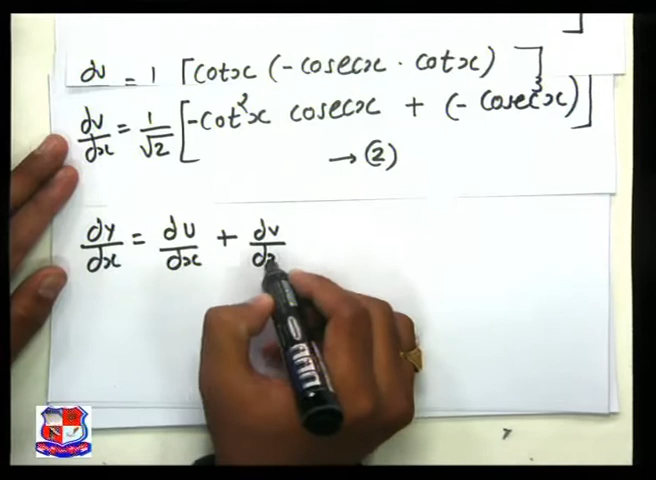 dv = 1 [cotx (-cosecx . cotx)
dv/dx = 1/√2 [-cot²x cosecx + (-cosec³x)]
→ (2)
dy/dx = dU/dx + dv/dx